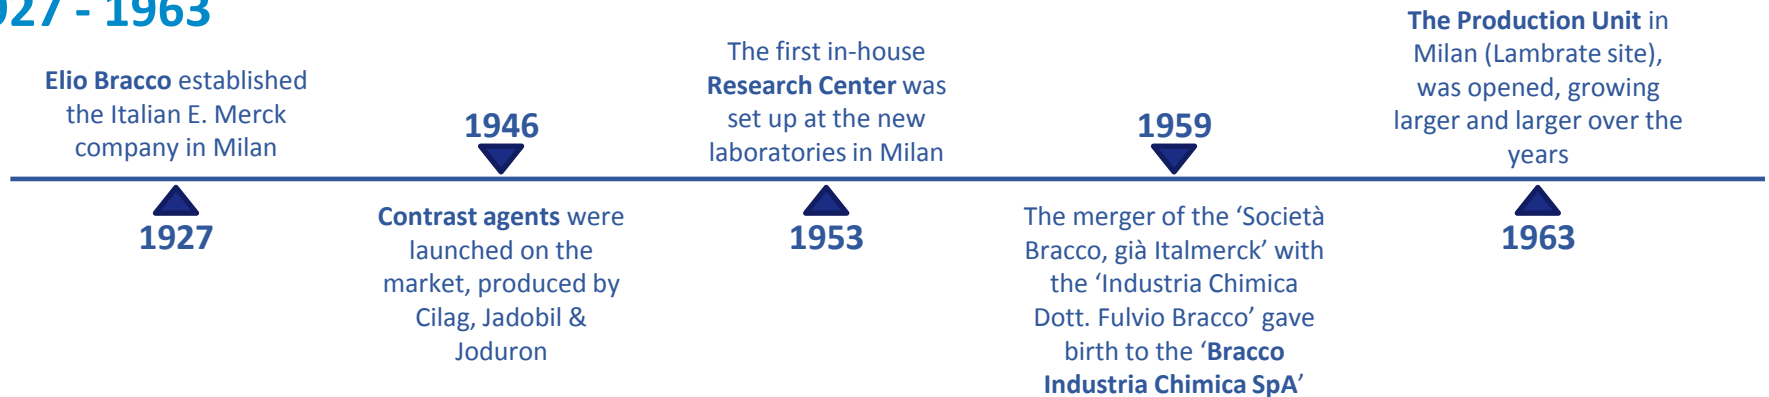 927 - 1963
Elio Bracco established
the Italian E. Merck
company in Milan
1927
1946
Contrast agents were
launched on the
market, produced by
Cilag, Jadobil &
Joduron
The first in-house
Research Center was
set up at the new
laboratories in Milan
1953
1959
The merger of the ‘Società
Bracco, già Italmerck’ with
the ‘Industria Chimica
Dott. Fulvio Bracco’ gave
birth to the ‘Bracco
Industria Chimica SpA’
The Production Unit in
Milan (Lambrate site),
was opened, growing
larger and larger over the
years
1963